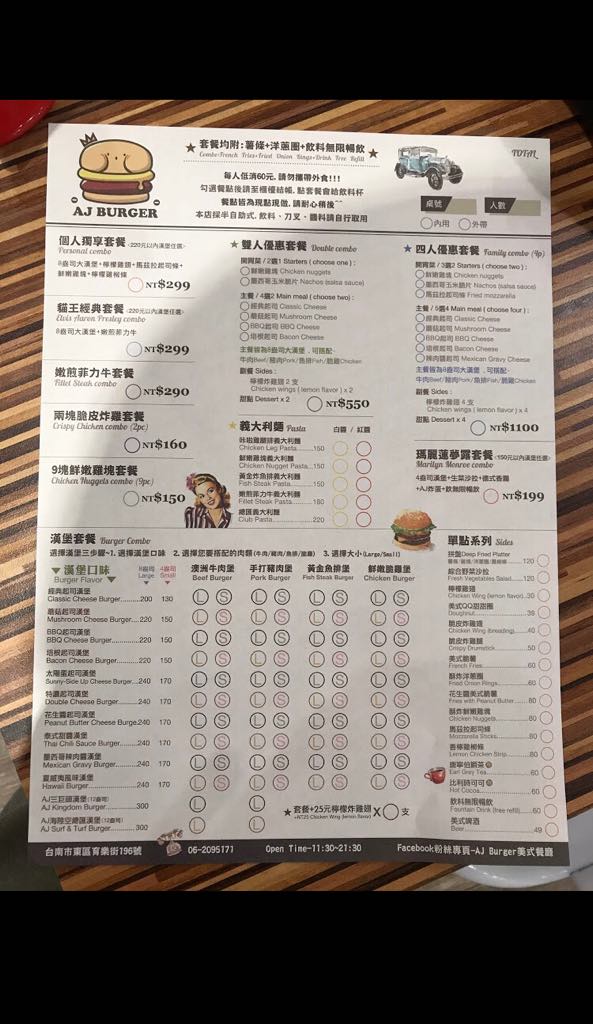 AJ BURGER
★ 套餐均附：薯條+洋蔥圈+飲料無限暢飲 ★
Combo:French Fries+Fried Onion Rings+Drink Free Refill
每人低消60元，請勿攜帶外食!!!
勾選餐點後請至櫃檯結帳，點套餐會給飲料杯
餐點皆為現點現做，請耐心稍後~~
本店採半自助式，飲料、刀叉、醬料請自行取用
TOTAL
桌號 人數
內用 外帶
個人獨享套餐 <220元以內漢堡任選>
Personal combo
8盎司大漢堡+檸檬雞翅+馬茲拉起司條+
鮮嫩雞塊+檸檬雞柳條
NT$299
貓王經典套餐 <220元以內漢堡任選>
Elvis Aaron Presley combo
8盎司大漢堡+嫩煎菲力牛
NT$299
嫩煎菲力牛套餐
Fillet Steak combo
NT$290
兩塊脆皮炸雞套餐
Crispy Chicken combo (2pc)
NT$160
9塊鮮嫩雞塊套餐
Chicken Nuggets combo (9pc)
NT$150
★ 雙人優惠套餐 Double combo
開胃菜 / 2選1 Starters ( choose one ) :
鮮嫩雞塊 Chicken nuggets
墨西哥玉米脆片 Nachos (salsa sauce)
主餐 / 4選2 Main meal ( choose two) :
經典起司 Classic Cheese
蘑菇起司 Mushroom Cheese
BBQ起司 BBQ Cheese
培根起司 Bacon Cheese
主餐皆為8盎司大漢堡，可搭配:
牛肉Beef/豬肉Pork/魚排Fish/脆雞Chicken
副餐 Sides :
檸檬炸雞翅 2 支
Chicken wings ( lemon flavor ) x 2
甜點 Dessert x 2
NT$550
★ 義大利麵 Pasta 白醬 / 紅醬
咔啦雞腿排義大利麵
Chicken Leg Pasta 150
鮮嫩雞塊義大利麵
Chicken Nugget Pasta 150
黃金炸魚排義大利麵
Fish Steak Pasta 150
嫩煎菲力牛義大利麵
Fillet Steak Pasta 180
總匯義大利麵
Club Pasta 220
★ 四人優惠套餐 Family combo (4p)
開胃菜 / 3選2 Starters ( choose two ) :
鮮嫩雞塊 Chicken nuggets
墨西哥玉米脆片 Nachos (salsa sauce)
馬茲拉起司條 Fried mozzarella
主餐 / 5選4 Main meal ( choose four) :
經典起司 Classic Cheese
蘑菇起司 Mushroom Cheese
BBQ起司 BBQ Cheese
培根起司 Bacon Cheese
辣肉醬起司 Mexican Gravy Cheese
主餐皆為8盎司大漢堡，可搭配:
牛肉Beef/豬肉Pork/魚排Fish/脆雞Chicken
副餐 Sides :
檸檬炸雞翅 4 支
Chicken wings ( lemon flavor ) x 4
甜點 Dessert x 4
NT$1100
瑪麗蓮夢露套餐 <150元以內漢堡任選>
Marilyn Monroe combo
4盎司漢堡+生菜沙拉+德式香腸
+AJ炸蛋+飲無限暢飲
NT$199
漢堡套餐 Burger Combo
選擇漢堡三步驟~1. 選擇漢堡口味 2. 選擇您要搭配的肉類(牛肉/豬肉/魚排/脆雞) 3. 選擇大小(Large/Small)
▼漢堡口味 8盎司 4盎司 澳洲牛肉堡 手打豬肉堡 黃金魚排堡 鮮嫩脆雞堡
Burger Flavor ▼ Large Small Beef Burger Pork Burger Fish Steak Burger Chicken Burger
經典起司漢堡
Classic Cheese Burger 200 130 L S L S L S L S
蘑菇起司漢堡
Mushroom Cheese Burger 220 150 L S L S L S L S
BBQ起司漢堡
BBQ Cheese Burger 220 150 L S L S L S L S
培根起司漢堡
Bacon Cheese Burger 220 150 L S L S L S L S
太陽蛋起司漢堡
Sunny-Side Up Cheese Burger 240 170 L S L S L S L S
特濃起司漢堡
Double Cheese Burger 240 170 L S L S L S L S
花生醬起司漢堡
Peanut Butter Cheese Burge 240 170 L S L S L S L S
泰式甜醬漢堡
Thai Chili Sauce Burger 240 170 L S L S L S L S
墨西哥辣肉醬漢堡
Mexican Gravy Burger 240 170 L S L S L S L S
夏威夷風味漢堡
Hawaii Burger 240 170 L S L S L S L S
AJ三巨頭漢堡(12盎司)
AJ Kingdom Burger 300 L L
AJ海陸空總匯漢堡(12盎司)
AJ Surf & Turf Burger 300 L L
★ 套餐+25元檸檬炸雞翅 X 支
+NT25 Chicken Wing (lemon flavor)
單點系列 Sides
拼盤Deep Fried Platter
120
綜合野菜沙拉
Fresh Vegetables Salad 120
檸檬雞翅
Chicken Wing (lemon flavor) 30
美式QQ甜甜圈
Doughnut 39
脆皮炸雞翅
Chicken Wing (breading) 40
脆皮炸雞腿
Crispy Drumstick 50
美式脆薯
French Fries 60
酥炸洋蔥圈
Fried Onion Rings 60
花生醬美式脆薯
Fries with Peanut Butter 80
酥炸鮮嫩雞塊
Chicken Nuggets 80
馬茲拉起司條
Mozzarella Sticks 80
香檸雞柳條
Lemon Chicken Strip 80
唐寧伯爵茶
Earl Grey Tea 60
比利時可可
Hot Cocoa 60
飲料無限暢飲
Fountain Drink (free refill) 60
美式啤酒
Beer 49
台南市東區育樂街196號 06-2095171 Open Time-11:30~21:30 Facebook粉絲專頁-AJ Burger美式餐廳